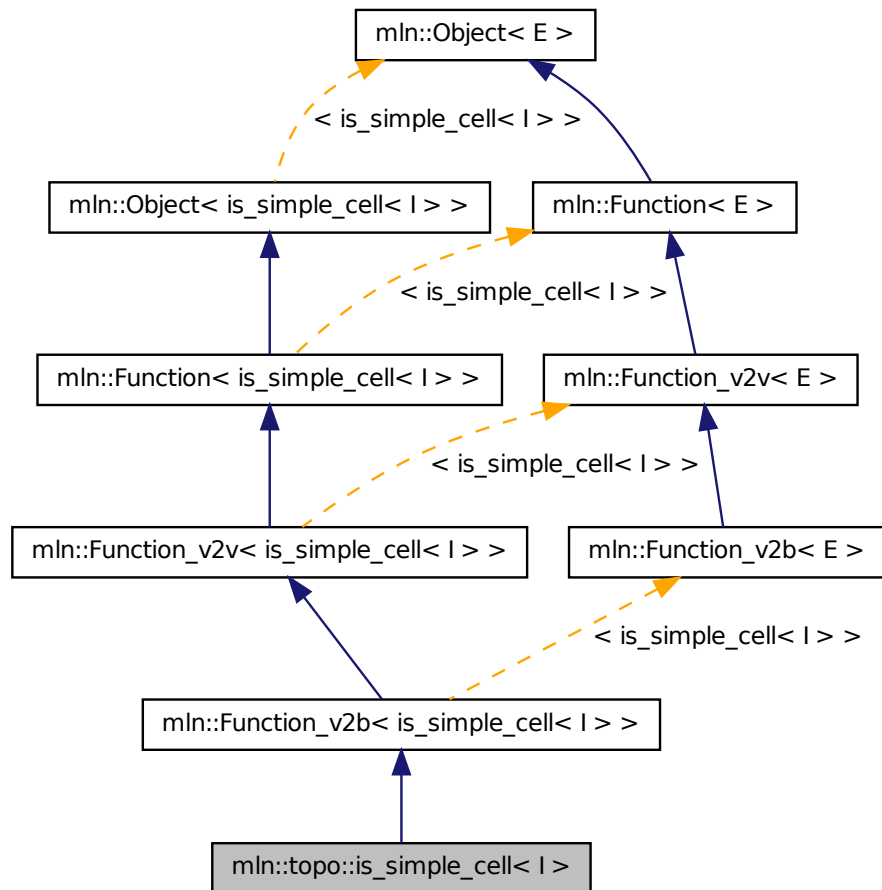 mln::Object< E >
< is_simple_cell< I > >
mln::Object< is_simple_cell< I > >
mln::Function< E >
< is_simple_cell< I > >
mln::Function< is_simple_cell< I > >
mln::Function_v2v< E >
< is_simple_cell< I > >
mln::Function_v2v< is_simple_cell< I > >
mln::Function_v2b< E >
< is_simple_cell< I > >
mln::Function_v2b< is_simple_cell< I > >
mln::topo::is_simple_cell< I >